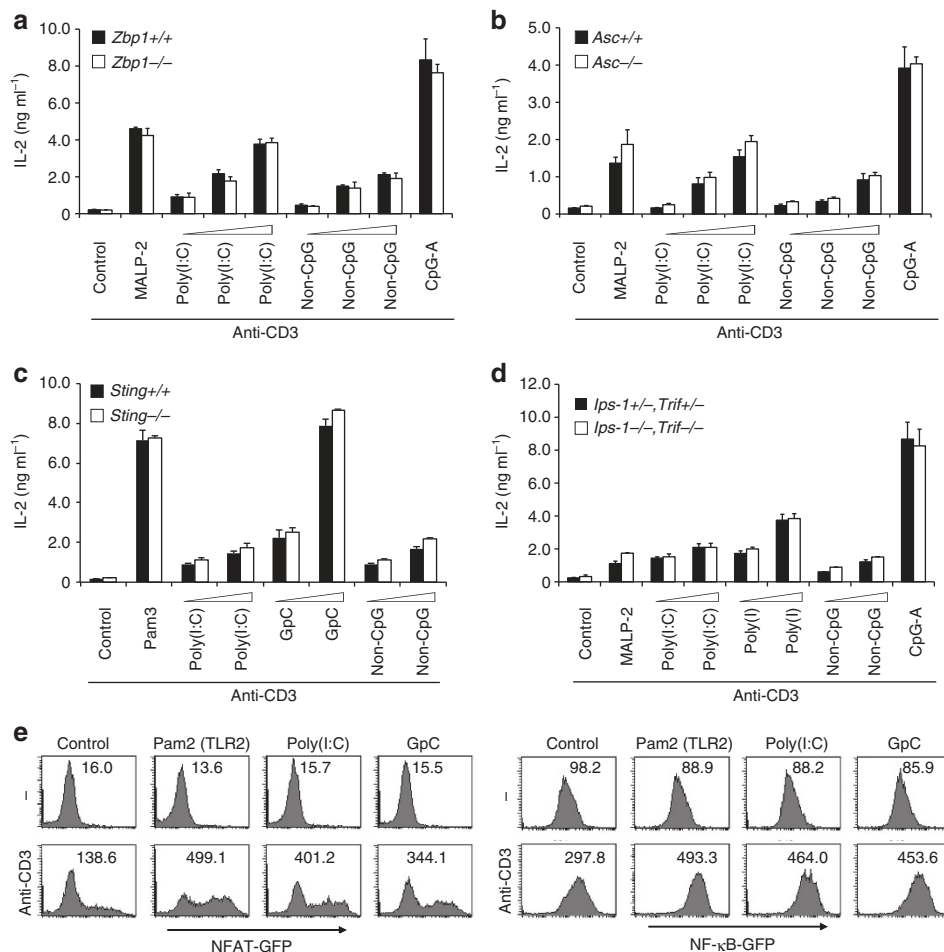 a
Zbp1+/+
Zbp1–/–
IL-2 (ng ml⁻¹)
10.0
8.0
6.0
4.0
2.0
0
Control
MALP-2
Poly(I:C)
Poly(I:C)
Poly(I:C)
Non-CpG
Non-CpG
Non-CpG
CpG-A
Anti-CD3
b
Asc+/+
Asc–/–
IL-2 (ng ml⁻¹)
5.0
4.0
3.0
2.0
1.0
0
Control
MALP-2
Poly(I:C)
Poly(I:C)
Poly(I:C)
Non-CpG
Non-CpG
Non-CpG
CpG-A
Anti-CD3
c
Sting+/+
Sting–/–
IL-2 (ng ml⁻¹)
10.0
8.0
6.0
4.0
2.0
0
Control
Pam3
Poly(I:C)
Poly(I:C)
GpC
GpC
Non-CpG
Non-CpG
Anti-CD3
d
Ips-1+/–,Trif+/–
Ips-1–/–,Trif–/–
IL-2 (ng ml⁻¹)
12.0
10.0
8.0
6.0
4.0
2.0
0
Control
MALP-2
Poly(I:C)
Poly(I:C)
Poly(I)
Poly(I)
Non-CpG
Non-CpG
CpG-A
Anti-CD3
e
Control Pam2 (TLR2) Poly(I:C) GpC
– 16.0 13.6 15.7 15.5
Anti-CD3 138.6 499.1 401.2 344.1
NFAT-GFP
Control Pam2 (TLR2) Poly(I:C) GpC
– 98.2 88.9 88.2 85.9
Anti-CD3 297.8 493.3 464.0 453.6
NF-κB-GFP